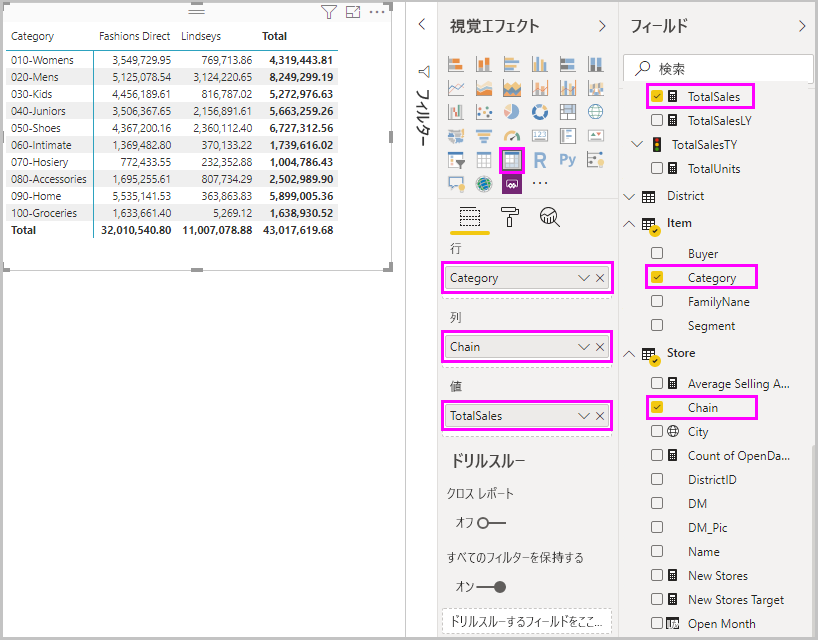 Category Fashions Direct Lindseys Total
010-Womens 3,549,729.95 769,713.86 4,319,443.81
020-Mens 5,125,078.54 3,124,220.65 8,249,299.19
030-Kids 4,456,189.61 816,787.02 5,272,976.63
040-Juniors 3,506,367.65 2,156,891.61 5,663,259.26
050-Shoes 4,367,200.16 2,360,112.40 6,727,312.56
060-Intimate 1,369,482.80 370,133.22 1,739,616.02
070-Hosiery 772,433.55 232,352.88 1,004,786.43
080-Accessories 1,695,255.61 807,734.29 2,502,989.90
090-Home 5,535,141.53 363,863.83 5,899,005.36
100-Groceries 1,633,661.40 5,269.12 1,638,930.52
Total 32,010,540.80 11,007,078.88 43,017,619.68
フィルター
視覚エフェクト
123
R
Py
行
Category
列
Chain
値
TotalSales
ドリルスルー
クロス レポート
オフ
すべてのフィルターを保持する
オン
ドリルスルーするフィールドをここ...
フィールド
検索
TotalSales
TotalSalesLY
TotalSalesTY
TotalUnits
District
Item
Buyer
Category
FamilyNane
Segment
Store
Average Selling A...
Chain
City
Count of OpenDa...
DistrictID
DM
DM_Pic
Name
New Stores
New Stores Target
Open Month